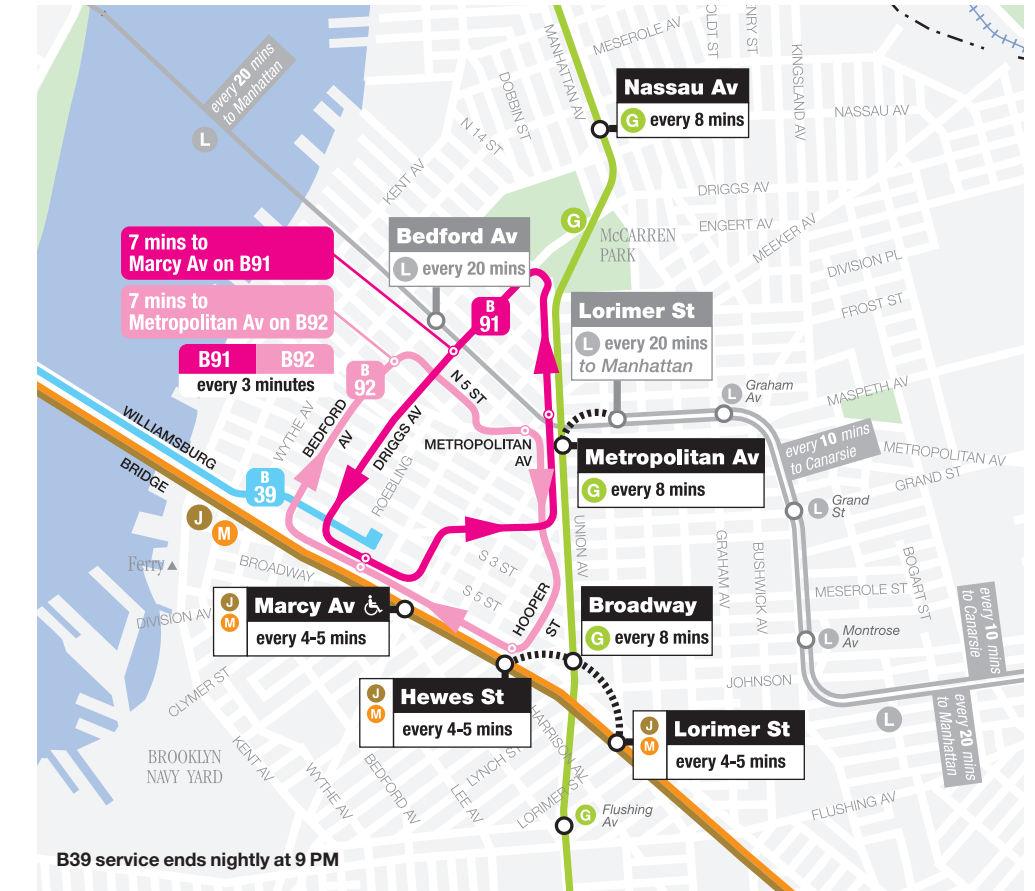 MANHATTAN AV
MESEROLE AV
OLDT ST
ENRY ST
KINGSLAND AV
every 20 mins
to Manhattan
L
DOBBIN ST
N 14 ST
KENT AV
Nassau Av
G every 8 mins
NASSAU AV
DRIGGS AV
ENGERT AV
MEEKER AV
DIVISION PL
FROST ST
G
McCARREN
PARK
Bedford Av
L every 20 mins
7 mins to
Marcy Av on B91
7 mins to
Metropolitan Av on B92
B91 B92
every 3 minutes
B
91
B
92
Lorimer St
L every 20 mins
to Manhattan
L
Graham
Av
MASPETH AV
every 10 mins
to Canarsie
METROPOLITAN AV
GRAND ST
WILLIAMSBURG
BRIDGE
WYTHE AV
BEDFORD
AV
DRIGGS AV
N 5 ST
METROPOLITAN
AV
ROEBLING
B
39
Metropolitan Av
G every 8 mins
L
Grand
St
J
M
Ferry
BROADWAY
DIVISION AV
S 3 ST
S 5 ST
HOOPER
ST
UNION AV
GRAHAM AV
BUSHWICK AV
BOGART ST
MESEROLE ST
J
M
Marcy Av
every 4-5 mins
Broadway
G every 8 mins
L
Montrose
Av
every 10 mins
to Canarsie
JOHNSON
CLYMER ST
J
M
Hewes St
every 4-5 mins
J
M
Lorimer St
every 4-5 mins
L
every 20 mins
to Manhattan
BROOKLYN
NAVY YARD
KENT AV
WYTHE AV
BEDFORD AV
LEE AV
LYNCH ST
HARRISON AV
LORIMER ST
G
Flushing
Av
FLUSHING AV
B39 service ends nightly at 9 PM